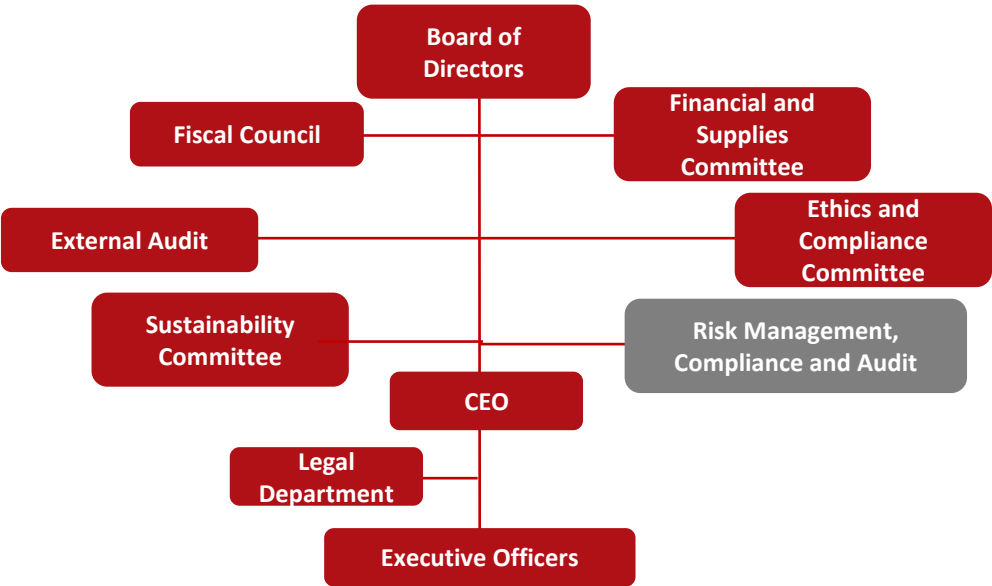 Board of
Directors
Fiscal Council
Financial and
Supplies
Committee
External Audit
Ethics and
Compliance
Committee
Sustainability
Committee
Risk Management,
Compliance and Audit
CEO
Legal
Department
Executive Officers